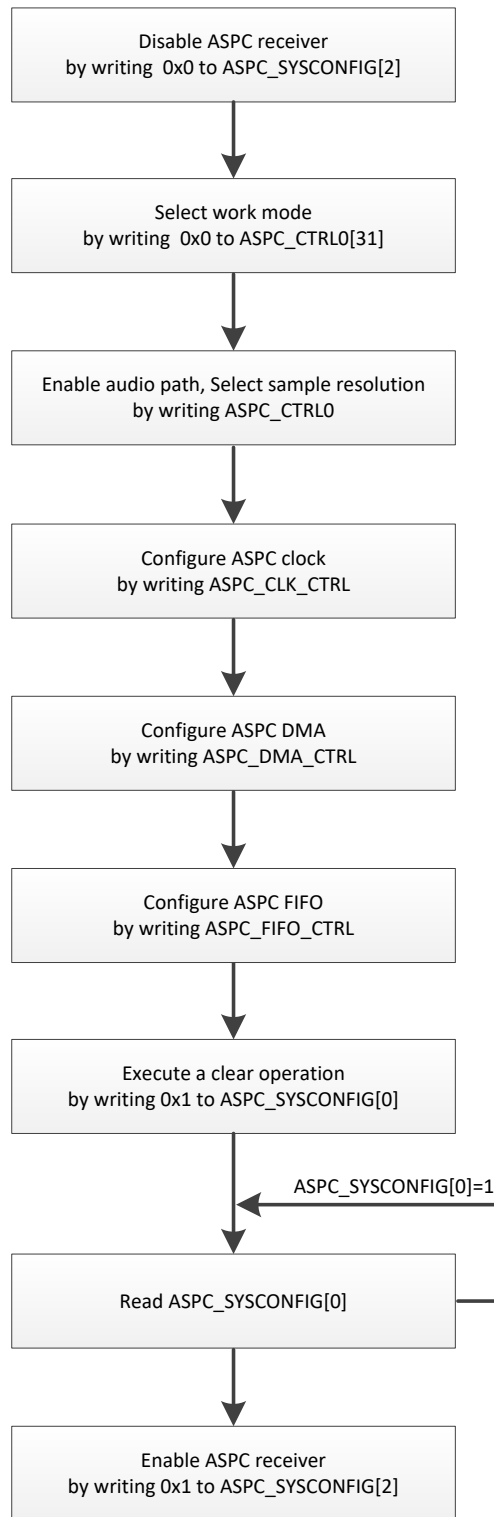 Disable ASPC receiver
by writing  0x0 to ASPC_SYSCONFIG[2]
Select work mode
by writing  0x0 to ASPC_CTRL0[31]
Enable audio path, Select sample resolution
by writing ASPC_CTRL0
Configure ASPC clock
by writing ASPC_CLK_CTRL
Configure ASPC DMA
by writing ASPC_DMA_CTRL
Configure ASPC FIFO
by writing ASPC_FIFO_CTRL
Execute a clear operation
by writing 0x1 to ASPC_SYSCONFIG[0]
ASPC_SYSCONFIG[0]=1
Read ASPC_SYSCONFIG[0]
Enable ASPC receiver
by writing 0x1 to ASPC_SYSCONFIG[2]